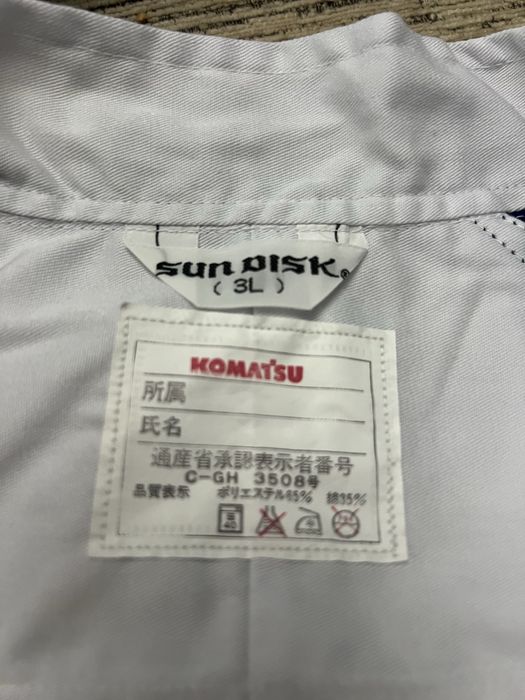 SUN DISK®
( 3L )
KOMATSU
所属
氏名
通産省承認表示者番号
C-GH 3508号
品質表示 ポリエステル65% 綿35%
40